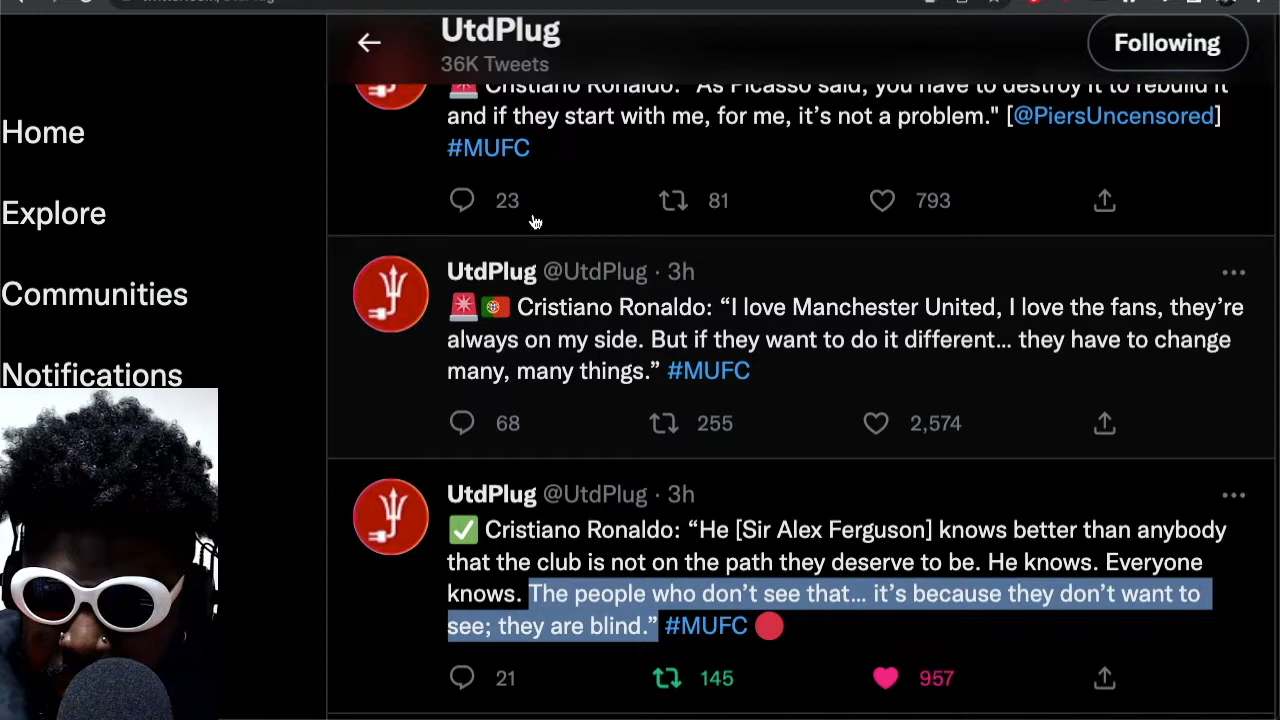 UtdPlug
36K Tweets
Following
Cristiano Ronaldo: "As Picasso said, you have to destroy it to rebuild it
and if they start with me, for me, it’s not a problem." [@PiersUncensored]
#MUFC
23 81 793
Home
Explore
Communities
Notifications
UtdPlug @UtdPlug · 3h
🚨🇵🇹 Cristiano Ronaldo: “I love Manchester United, I love the fans, they’re
always on my side. But if they want to do it different... they have to change
many, many things.” #MUFC
68 255 2,574
UtdPlug @UtdPlug · 3h
✅ Cristiano Ronaldo: “He [Sir Alex Ferguson] knows better than anybody
that the club is not on the path they deserve to be. He knows. Everyone
knows. The people who don’t see that... it’s because they don’t want to
see; they are blind.” #MUFC 🔴
21 145 957